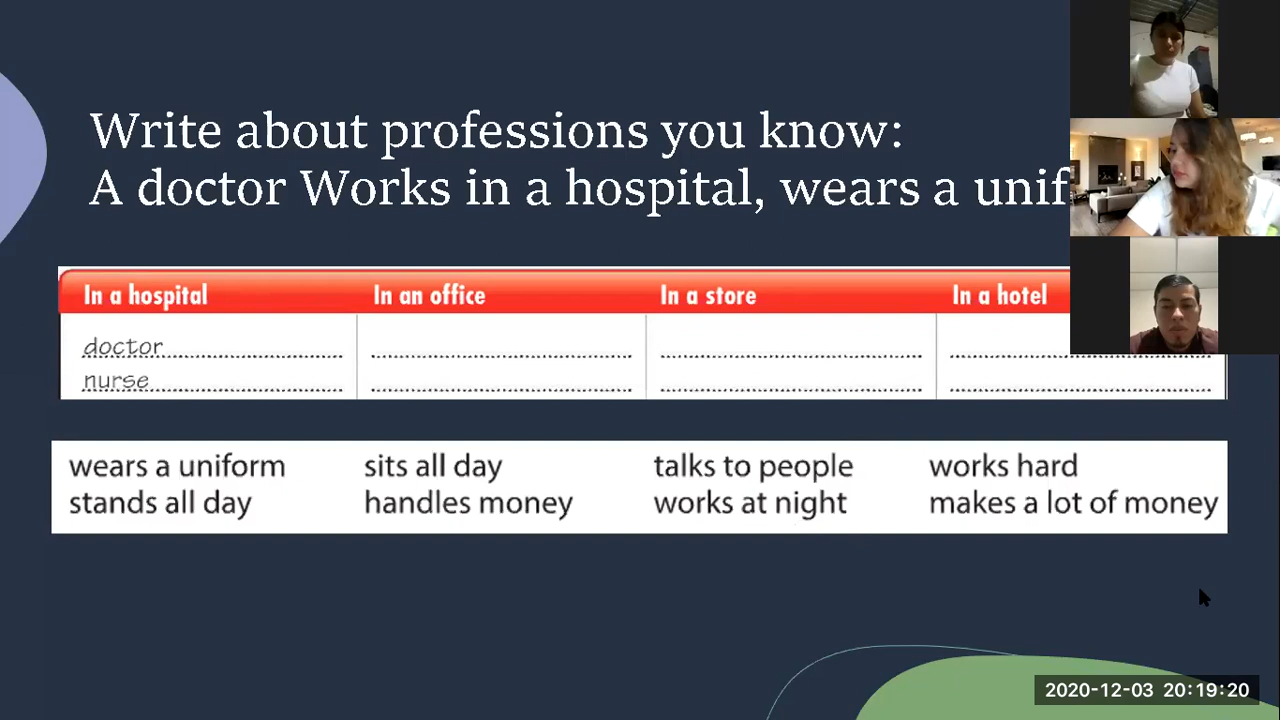 Write about professions you know:
A doctor Works in a hospital, wears a unif
In a hospital In an office In a store In a hotel
doctor
nurse
wears a uniform sits all day talks to people works hard
stands all day handles money works at night makes a lot of money
2020-12-03 20:19:20